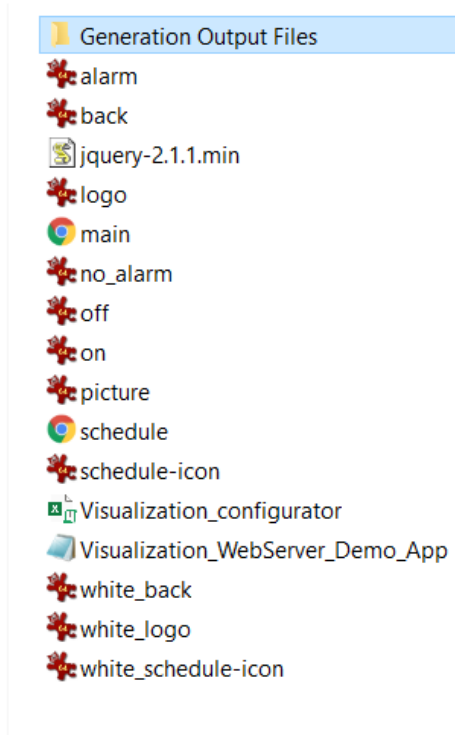 Generation Output Files
alarm
back
jquery-2.1.1.min
logo
main
no_alarm
off
on
picture
schedule
schedule-icon
Visualization_configurator
Visualization_WebServer_Demo_App
white_back
white_logo
white_schedule-icon